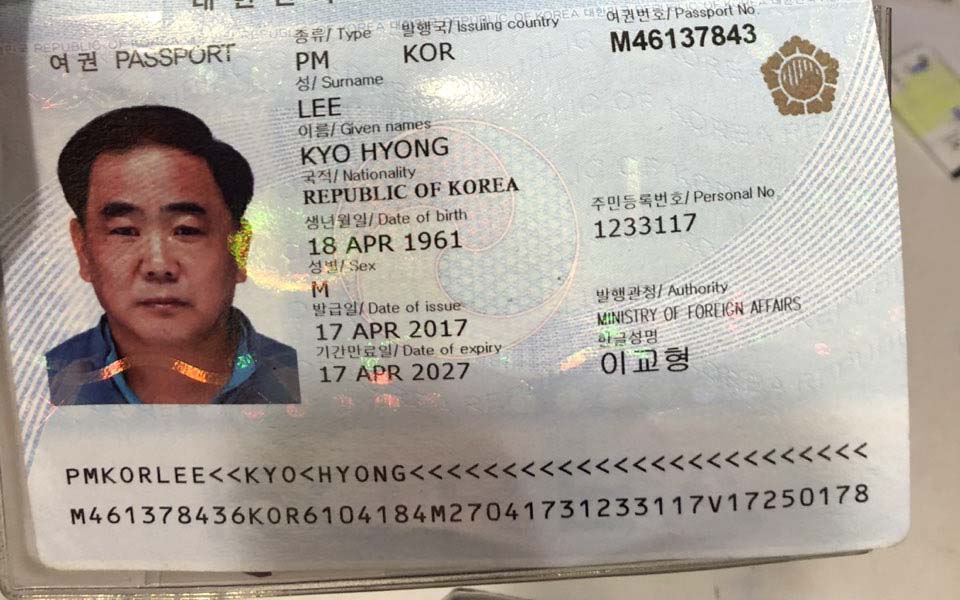 여권 PASSPORT
종류/ Type 발행국/ Issuing country 여권번호/ Passport No.
PM KOR M46137843
성/ Surname
LEE
이름/ Given names
KYO HYONG
국적/ Nationality
REPUBLIC OF KOREA
생년월일/ Date of birth 주민등록번호/ Personal No.
18 APR 1961 1233117
성별/ Sex
M
발급일/ Date of issue 발행관청/ Authority
17 APR 2017 MINISTRY OF FOREIGN AFFAIRS
기간만료일/ Date of expiry 한글성명
17 APR 2027 이교형
PMKORLEE<<KYO<HYONG<<<<<<<<<<<<<<<<<<<<<<<<<
M461378436KOR6104184M27041731233117V17250178